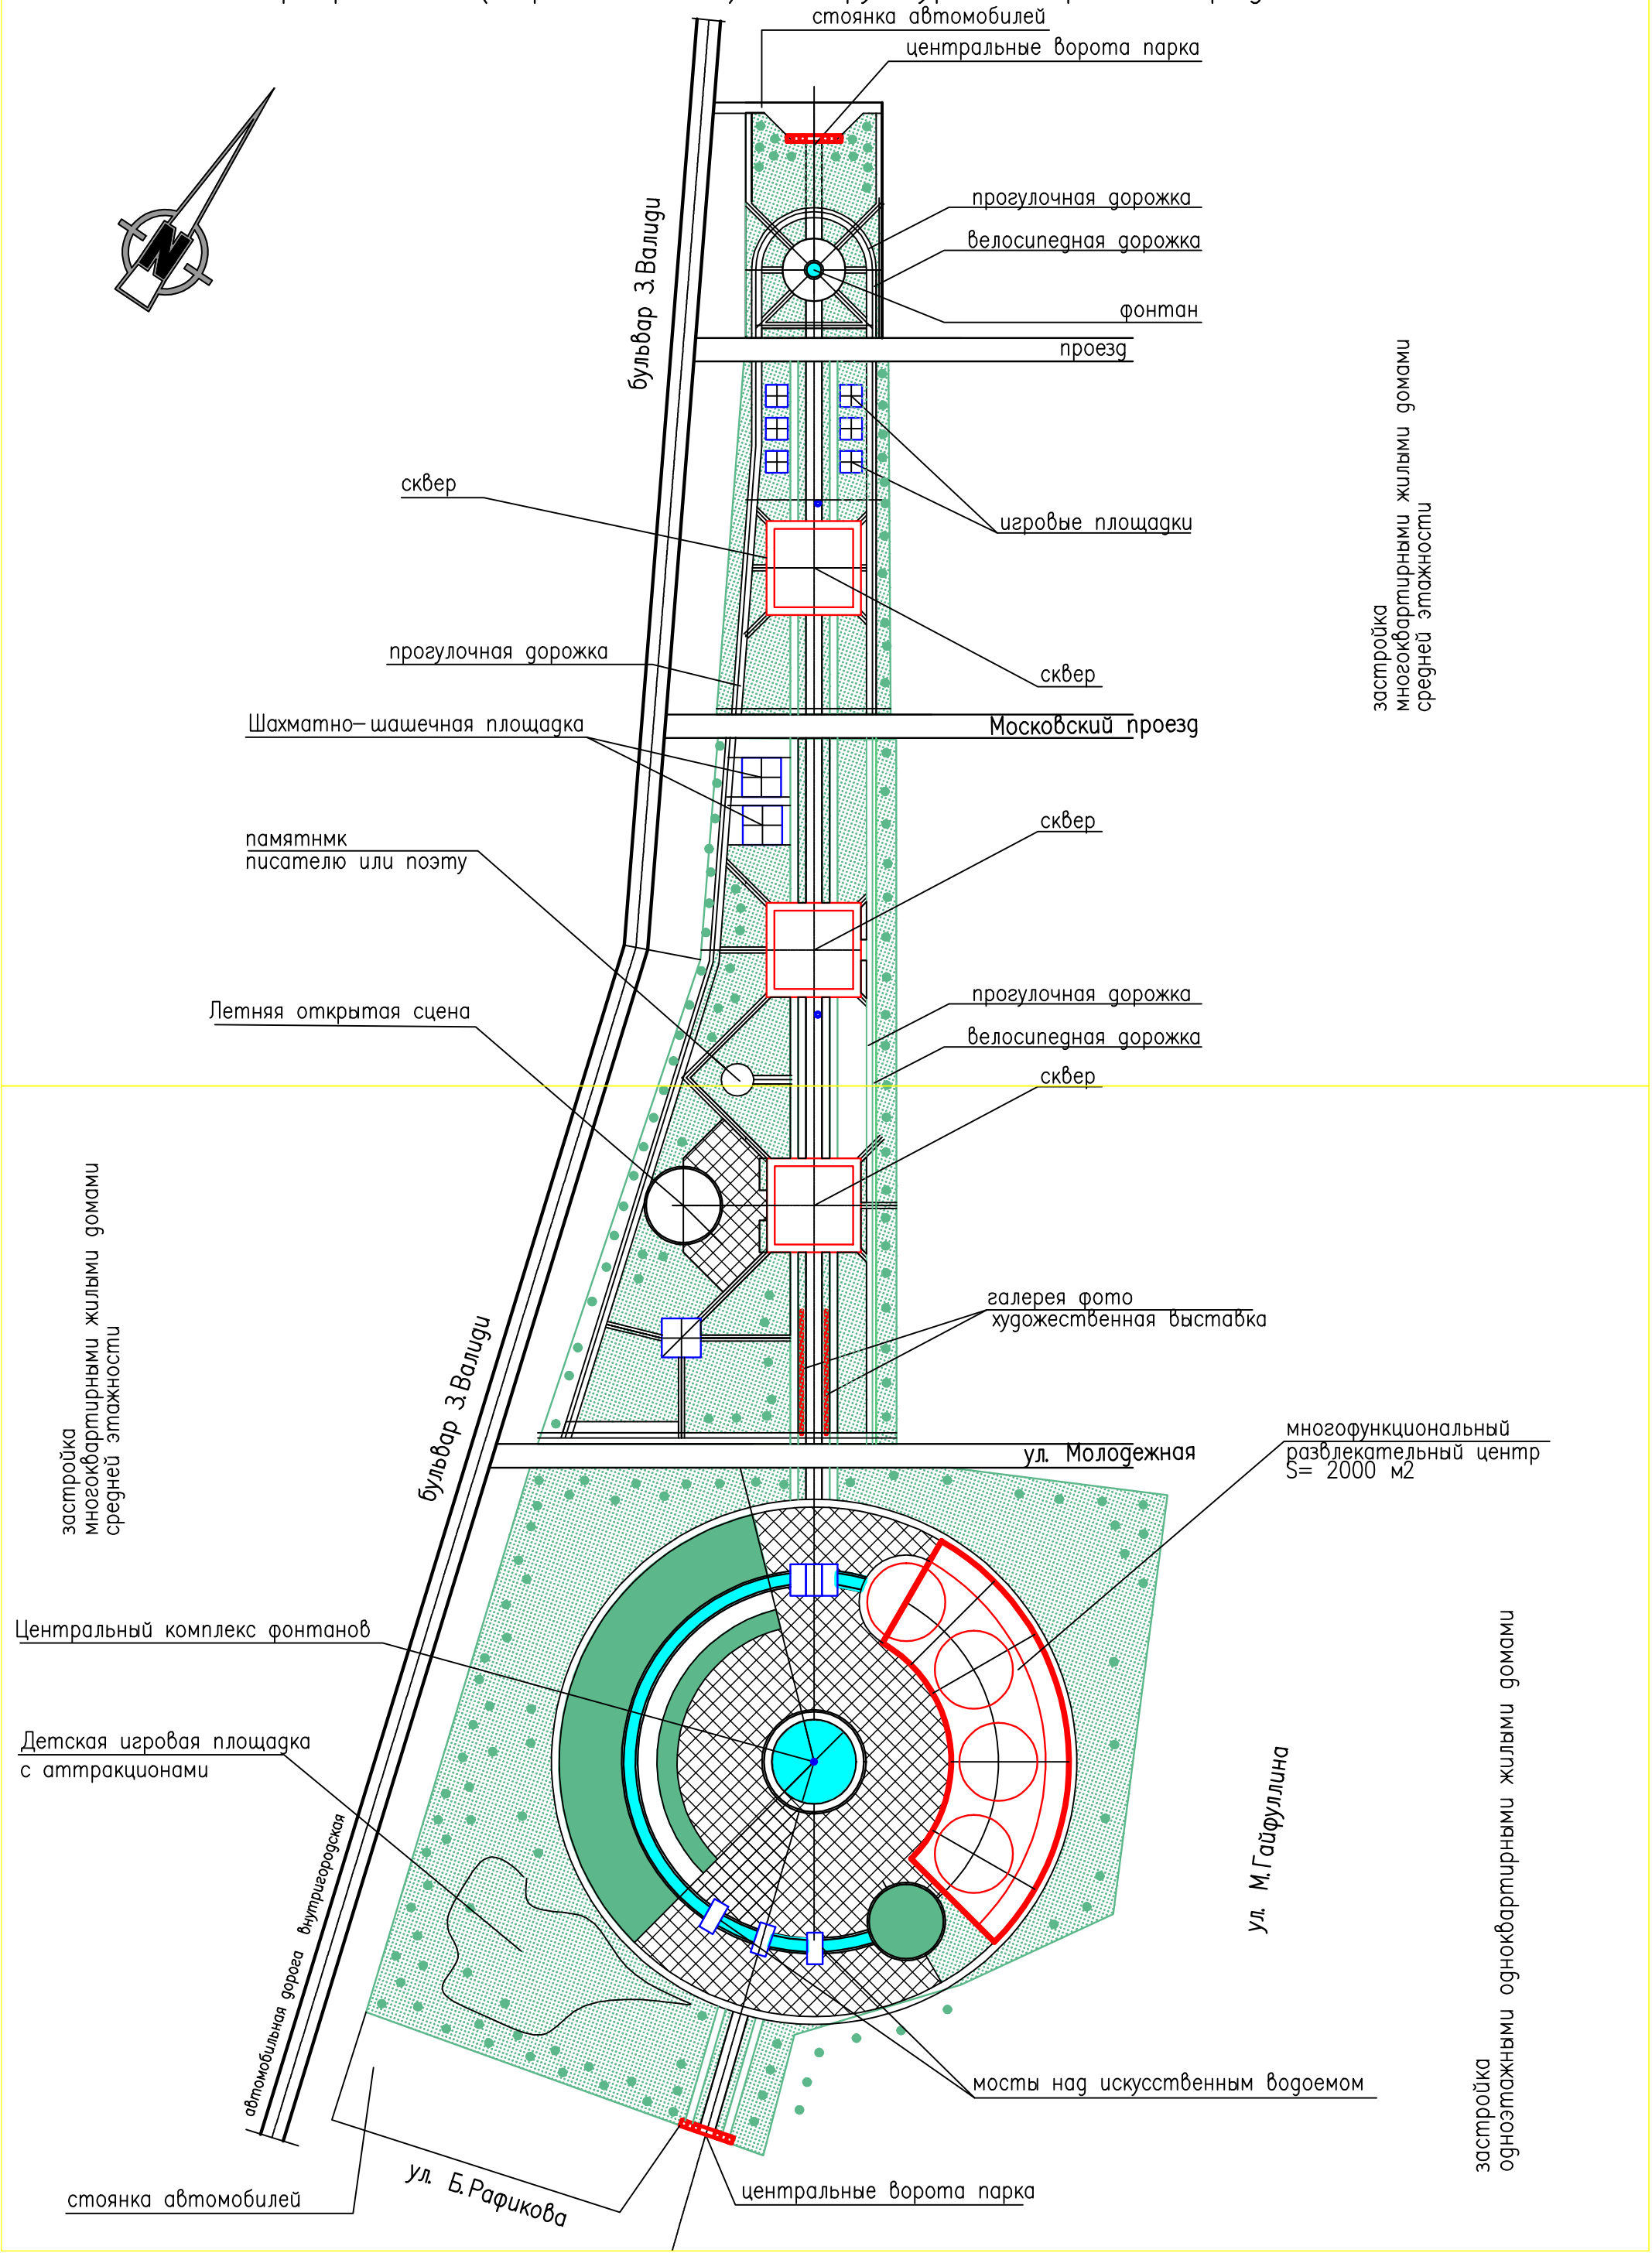 стоянка автомобилей
центральные ворота парка
прогулочная дорожка
велосипедная дорожка
фонтан
проезд
N
бульвар З.Валиди
застройка
многоквартирными жилыми домами
средней этажности
сквер
игровые площадки
прогулочная дорожка
сквер
Шахматно-шашечная площадка
Московский проезд
памятнмк
писателю или поэту
сквер
Летняя открытая сцена
прогулочная дорожка
велосипедная дорожка
сквер
застройка
многоквартирными жилыми домами
средней этажности
бульвар З.Валиди
галерея фото
художественная выставка
ул. Молодежная
многофункциональный
развлекательный центр
S= 2000 м2
Центральный комплекс фонтанов
Детская игровая площадка
с аттракционами
автомобильная дорога внутригородская
ул. М.Гайфуллина
застройка
одноэтажными одноквартирными жилыми домами
мосты над искусственным водоемом
стоянка автомобилей
ул. Б.Рафикова
центральные ворота парка